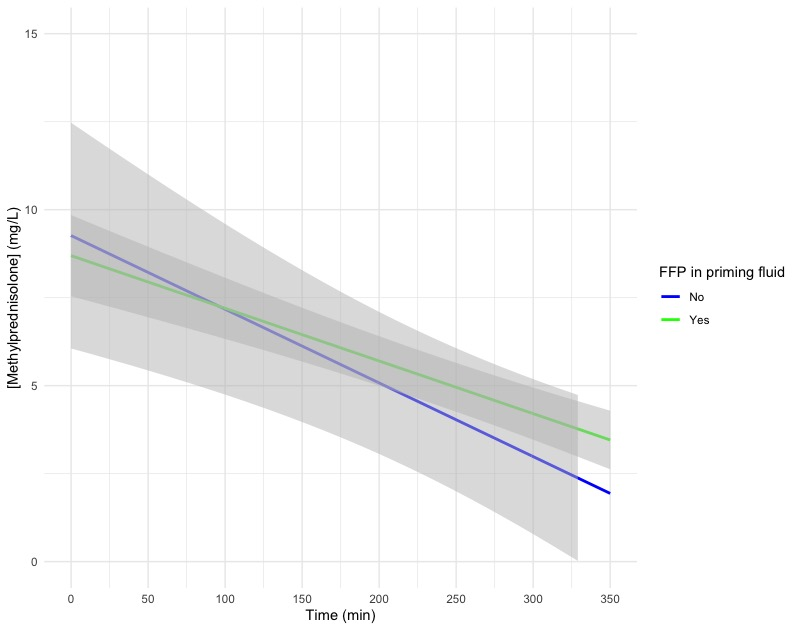 15
10
5
0
[Methylprednisolone] (mg/L)
0 50 100 150 200 250 300 350
Time (min)
FFP in priming fluid
No
Yes